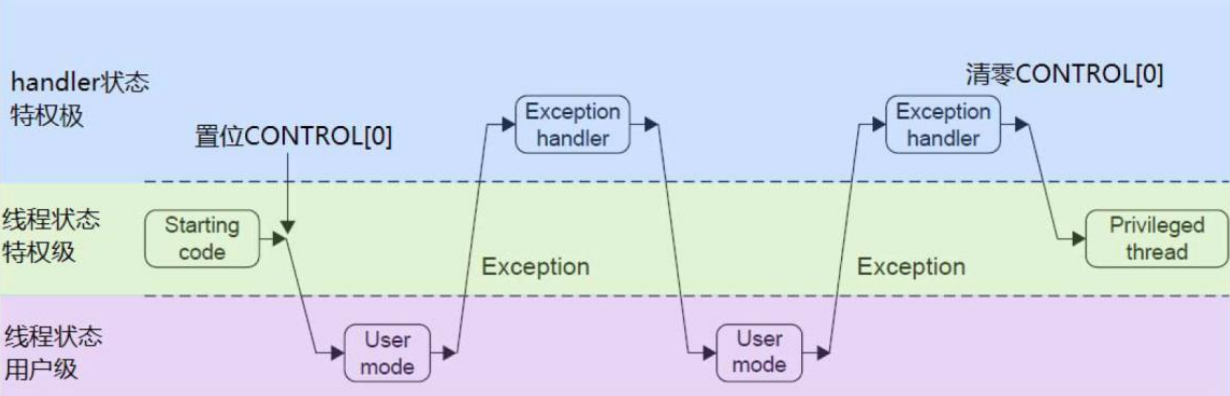 handler状态
特权极
置位CONTROL[0]
Exception
handler
清零CONTROL[0]
Exception
handler
线程状态
特权级
Starting
code
Exception
Exception
Privileged
thread
线程状态
用户级
User
mode
User
mode